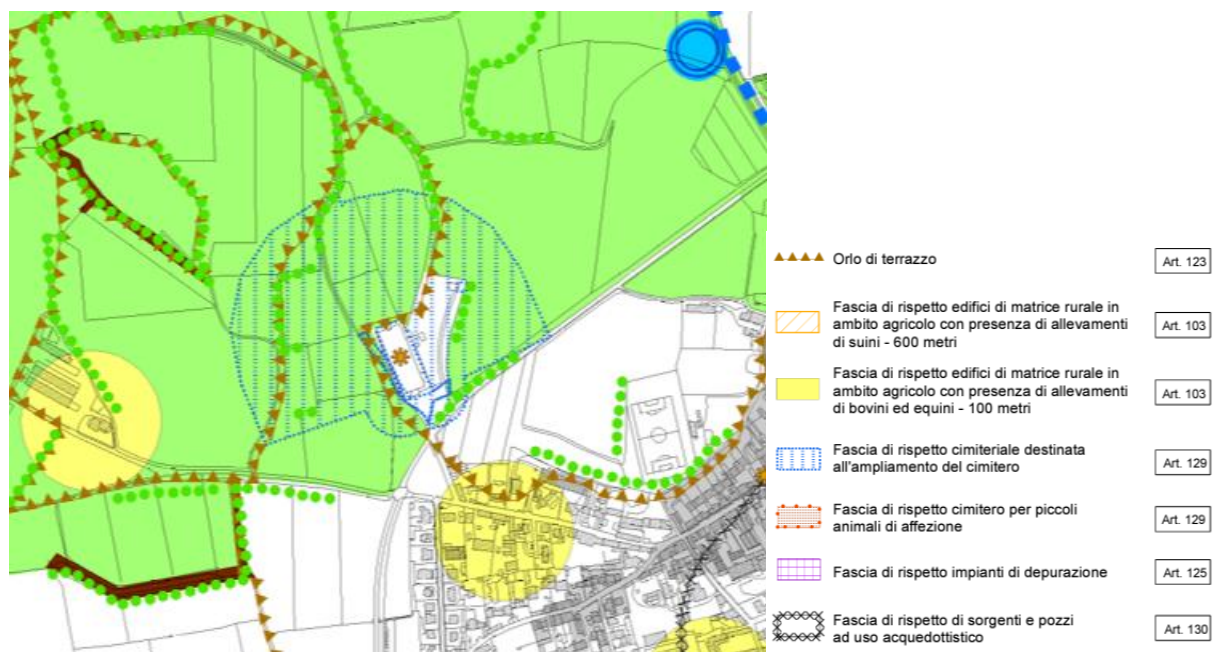 Orlo di terrazzo
Art. 123
Fascia di rispetto edifici di matrice rurale in
ambito agricolo con presenza di allevamenti
di suini - 600 metri
Art. 103
Fascia di rispetto edifici di matrice rurale in
ambito agricolo con presenza di allevamenti
di bovini ed equini - 100 metri
Art. 103
Fascia di rispetto cimiteriale destinata
all'ampliamento del cimitero
Art. 129
Fascia di rispetto cimitero per piccoli
animali di affezione
Art. 129
Fascia di rispetto impianti di depurazione
Art. 125
Fascia di rispetto di sorgenti e pozzi
ad uso acquedottistico
Art. 130